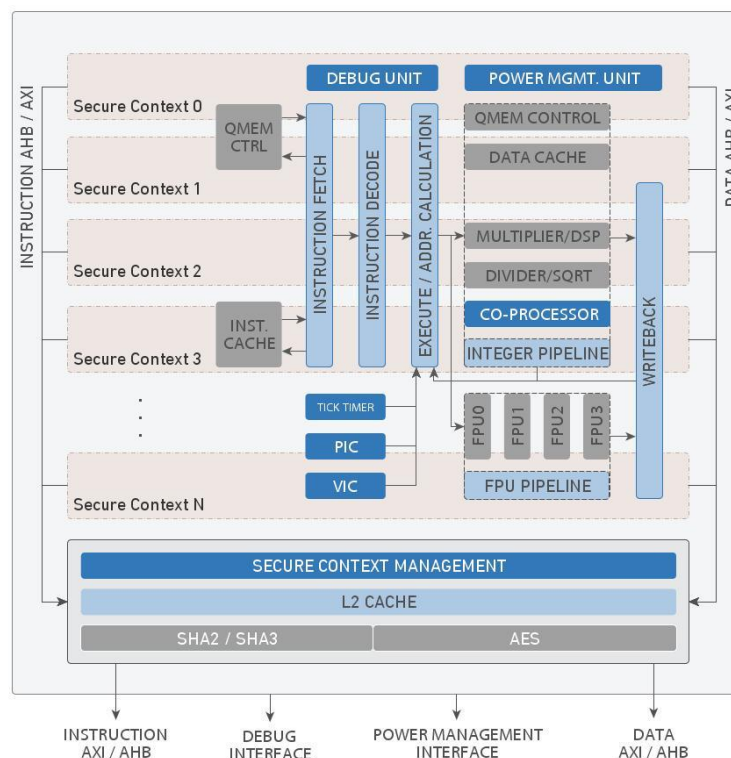 DEBUG UNIT
POWER MGMT. UNIT
Secure Context 0
QMEM
CTRL
QMEM CONTROL
DATA CACHE
Secure Context 1
INSTRUCTION AHB / AXI
DATA AHB / AXI
INSTRUCTION FETCH
INSTRUCTION DECODE
EXECUTE / ADDR. CALCULATION
MULTIPLIER/DSP
Secure Context 2
DIVIDER/SQRT
CO-PROCESSOR
INST.
CACHE
Secure Context 3
INTEGER PIPELINE
WRITEBACK
TICK TIMER
PIC
VIC
FPU0
FPU1
FPU2
FPU3
FPU PIPELINE
Secure Context N
SECURE CONTEXT MANAGEMENT
L2 CACHE
SHA2 / SHA3
AES
INSTRUCTION
AXI / AHB
DEBUG
INTERFACE
POWER MANAGEMENT
INTERFACE
DATA
AXI / AHB